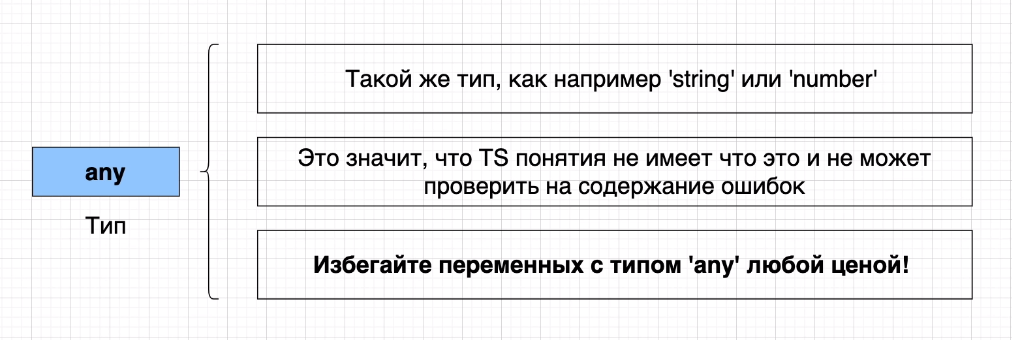 Такой же тип, как например 'string' или 'number'
any
Тип
Это значит, что TS понятия не имеет что это и не может
проверить на содержание ошибок
Избегайте переменных с типом 'any' любой ценой!